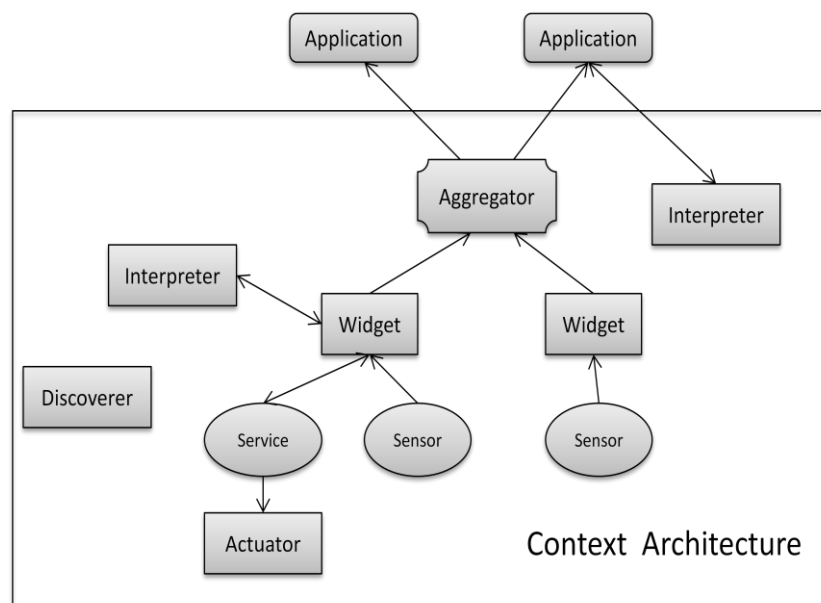 Application
Application
Aggregator
Interpreter
Interpreter
Widget
Widget
Discoverer
Service
Sensor
Sensor
Actuator
Context Architecture